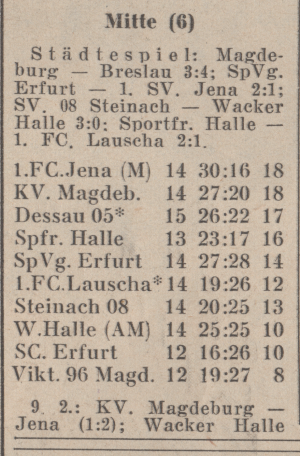 Mitte (6)
Städtespiel: Magde-
burg — Breslau 3:4; SpVg.
Erfurt — 1. SV. Jena 2:1;
SV. 08 Steinach — Wacker
Halle 3:0; Sportfr. Halle —
1. FC. Lauscha 2:1.
1.FC.Jena (M) 14 30:16 18
KV. Magdeb. 14 27:20 18
Dessau 05* 15 26:22 17
Spfr. Halle 13 23:17 16
SpVg. Erfurt 14 27:28 14
1.FC.Lauscha* 14 19:26 12
Steinach 08 14 20:25 13
W.Halle (AM) 14 25:25 10
SC. Erfurt 12 16:26 10
Vikt. 96 Magd. 12 19:27 8
9. 2.: KV. Magdeburg —
Jena (1:2); Wacker Halle